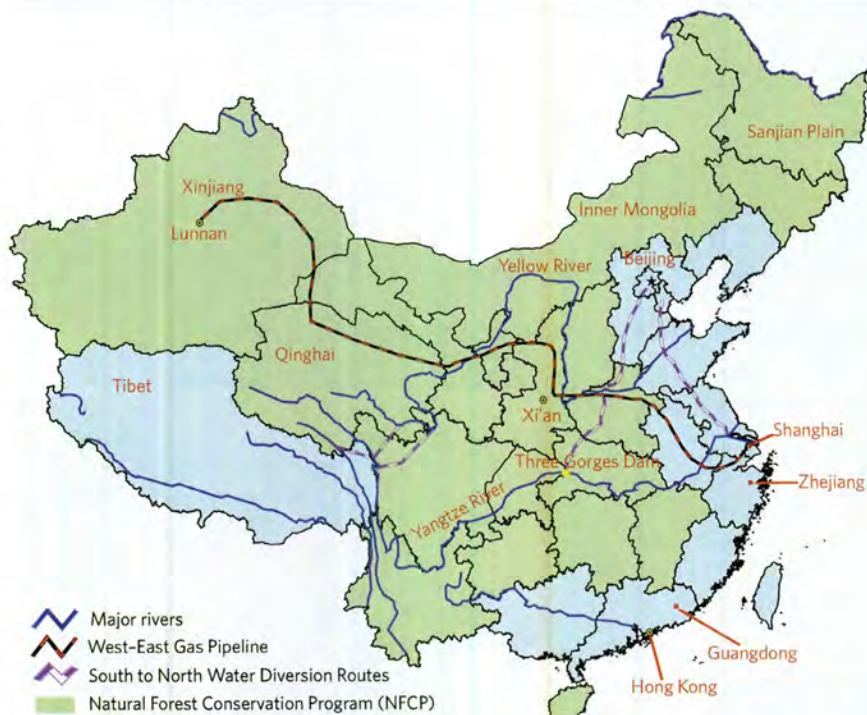 Sanjian Plain
Xinjiang
Inner Mongolia
Lunnan
Yellow River
Beijing
Qinghai
Tibet
Xi'an
Shanghai
Three Gorges Dam
Zhejiang
Yangtze River
Major rivers
West-East Gas Pipeline
Guangdong
South to North Water Diversion Routes
Hong Kong
Natural Forest Conservation Program (NFCP)